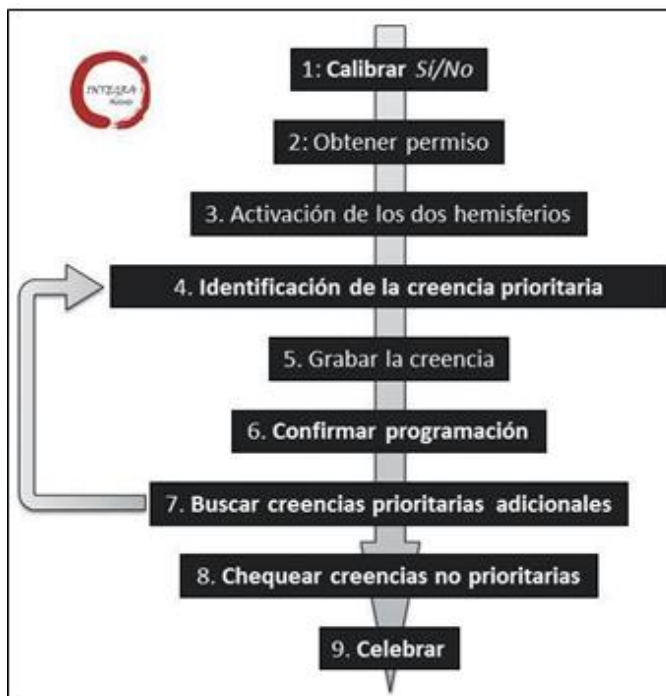 ®
INTEGRA
1: Calibrar Sí/No
2: Obtener permiso
3. Activación de los dos hemisferios
4. Identificación de la creencia prioritaria
5. Grabar la creencia
6. Confirmar programación
7. Buscar creencias prioritarias adicionales
8. Chequear creencias no prioritarias
9. Celebrar